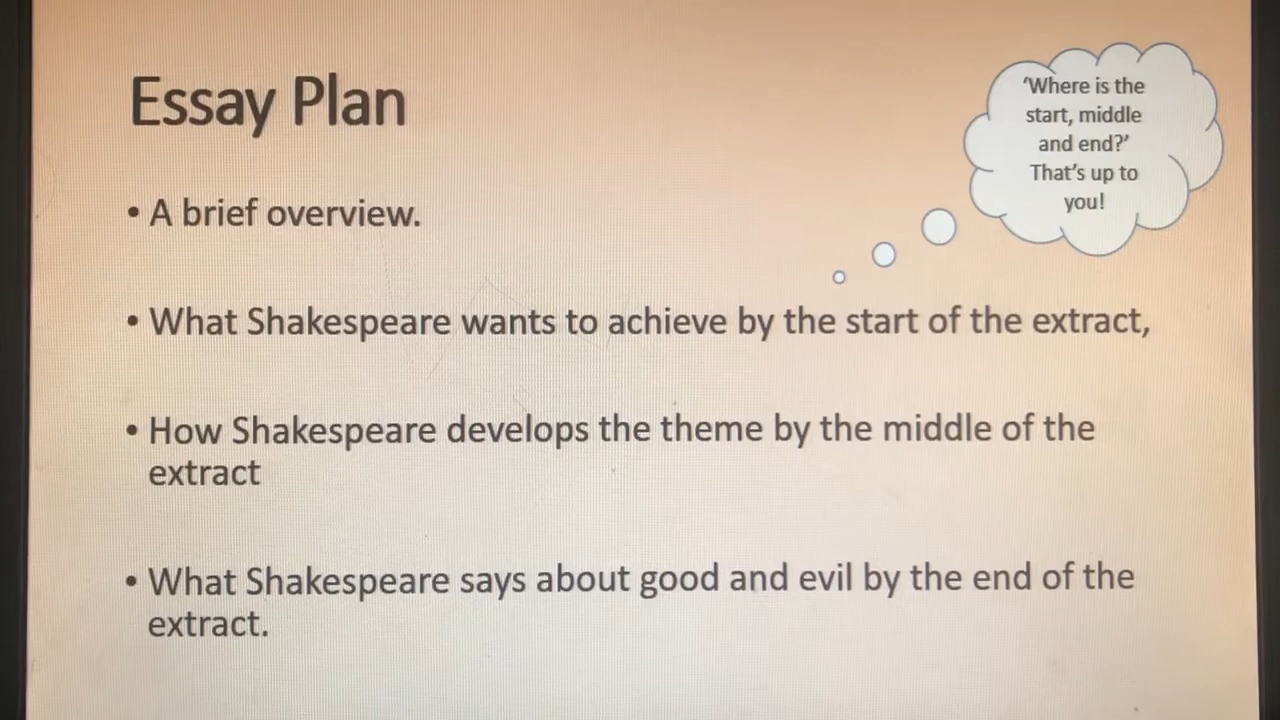 Essay Plan
'Where is the
start, middle
and end?'
That's up to
you!
• A brief overview.
• What Shakespeare wants to achieve by the start of the extract,
• How Shakespeare develops the theme by the middle of the
extract
• What Shakespeare says about good and evil by the end of the
extract.